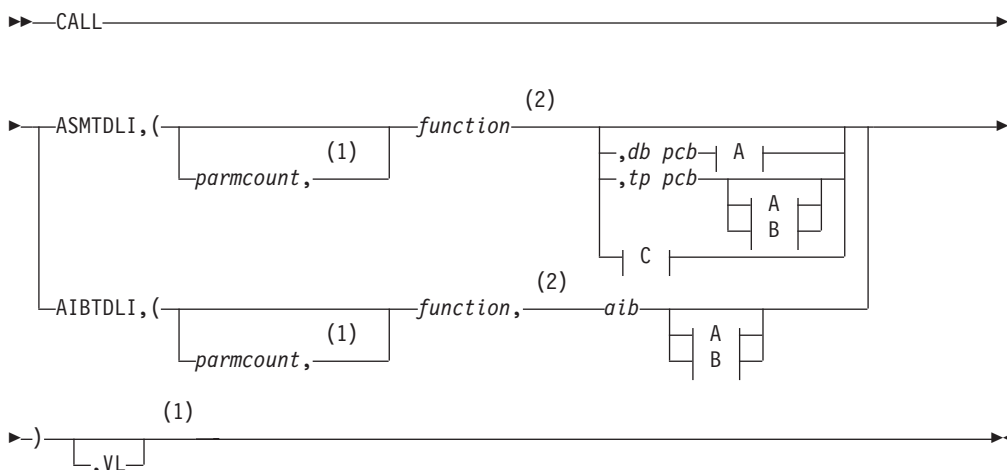 CALL
(2)
ASMTDLI,( function
(1)
,db pcb A
parmcount,
,tp pcb
A
B
C
(2)
AIBTDLI,( function, aib
(1)
A
parmcount,
B
(1)
)
,VL